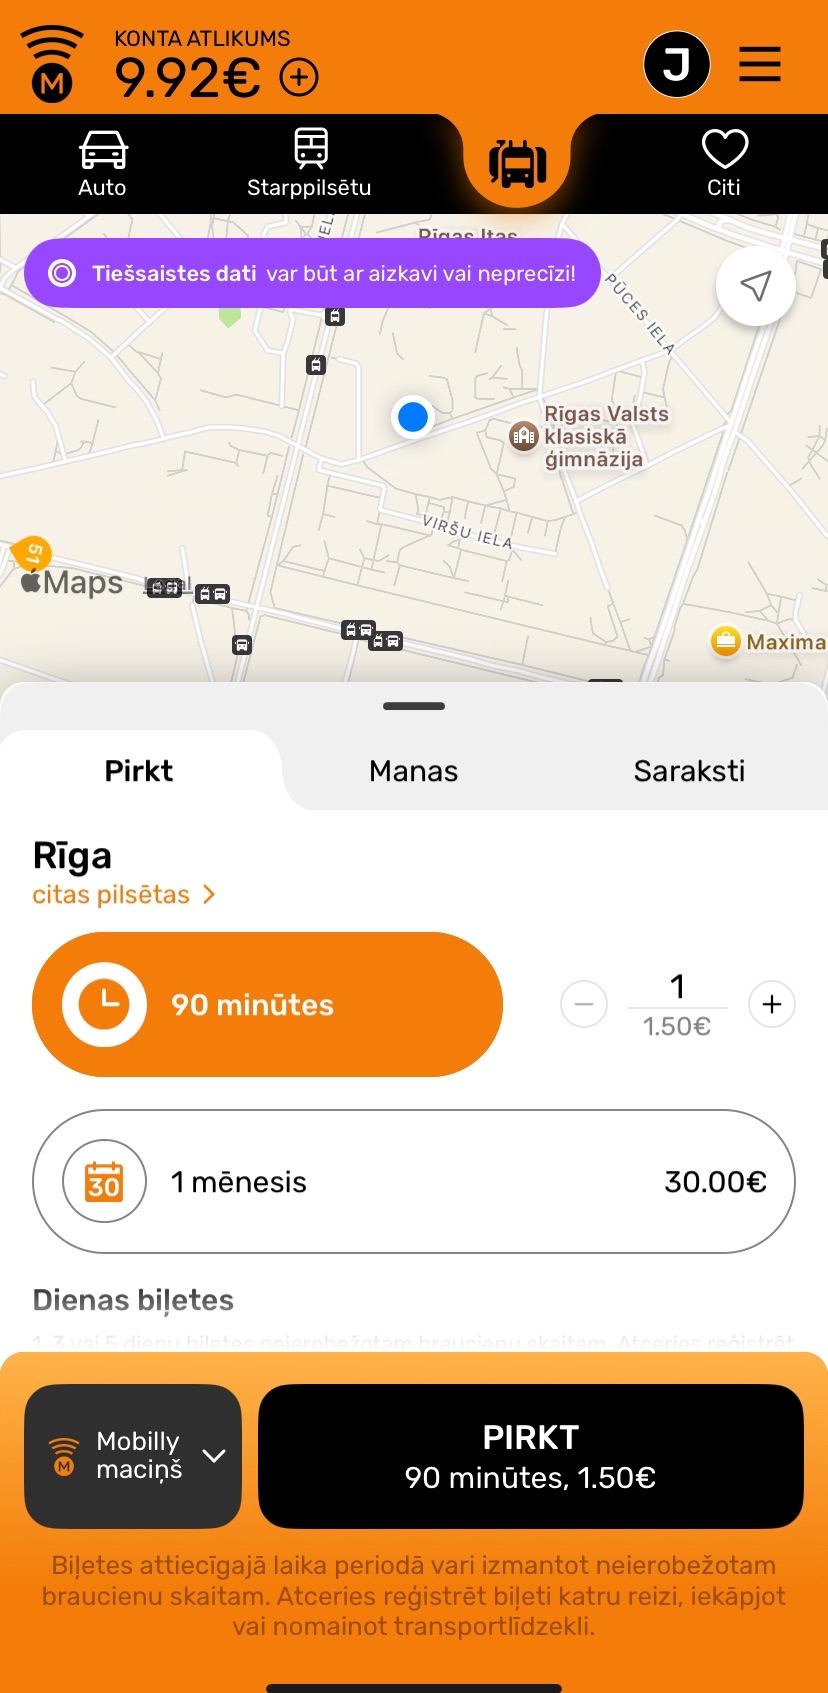 KONTA ATLIKUMS
9.92€
J
M
Auto
Starppilsētu
Citi
Tiešsaistes dati var būt ar aizkavi vai neprecīzi!
PŪCES IELA
Rīgas Valsts
klasiskā
ģimnāzija
VIRŠU IELA
51
Maps
Legal
Maxima
Pirkt
Manas
Saraksti
Rīga
citas pilsētas
90 minūtes
1
1.50€
30
1 mēnesis
30.00€
Dienas biļetes
1, 3 vai 5 dienu biļetes neierobežotam braucienu skaitam. Atceries reģistrēt
Mobilly
maciņš
M
PIRKT
90 minūtes, 1.50€
Biļetes attiecīgajā laika periodā vari izmantot neierobežotam
braucienu skaitam. Atceries reģistrēt biļeti katru reizi, iekāpjot
vai nomainot transportlīdzekli.